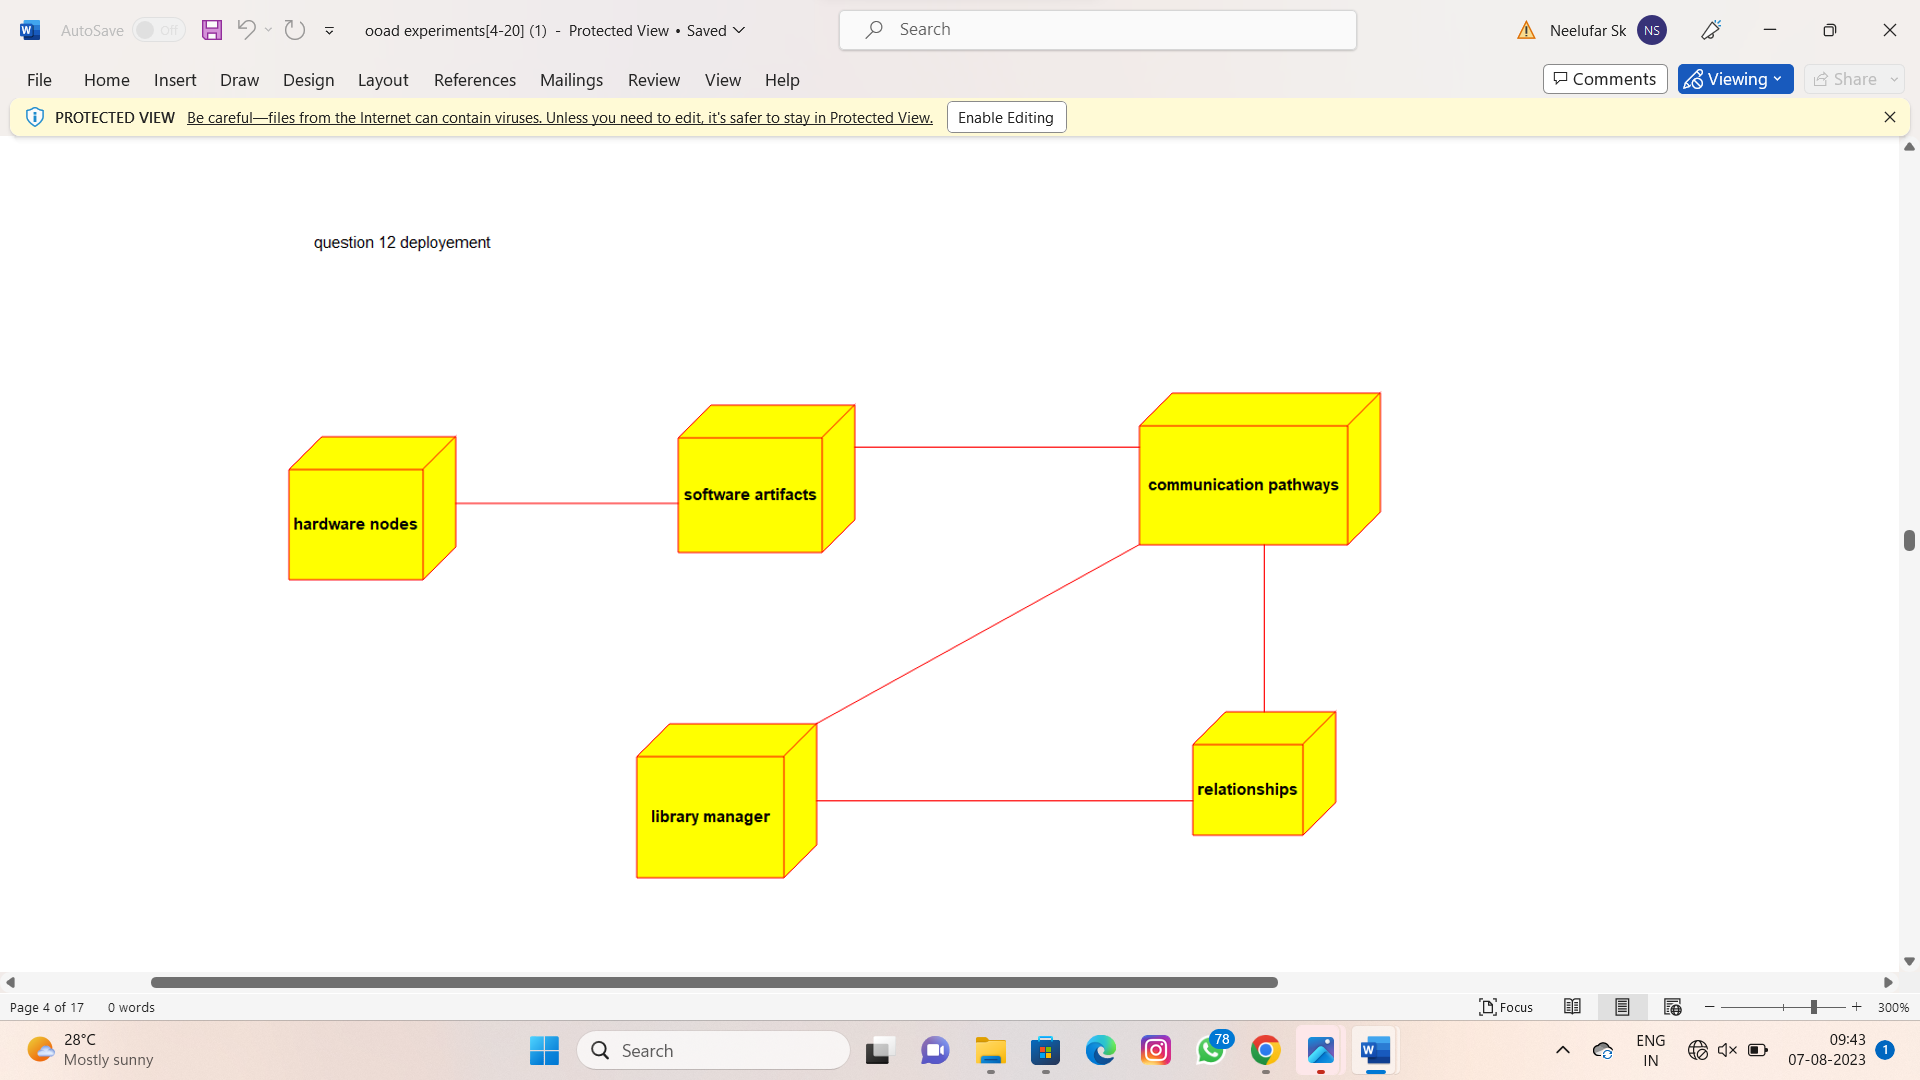 AutoSave Off ooad experiments[4-20] (1) - Protected View • Saved Search Neelufar Sk NS
File Home Insert Draw Design Layout References Mailings Review View Help Comments Viewing Share
PROTECTED VIEW Be careful—files from the Internet can contain viruses. Unless you need to edit, it's safer to stay in Protected View. Enable Editing
question 12 deployement
communication pathways
software artifacts
hardware nodes
relationships
library manager
Page 4 of 17 0 words Focus 300%
28°C
Mostly sunny
Search
78
ENG
IN
09:43
07-08-2023
1